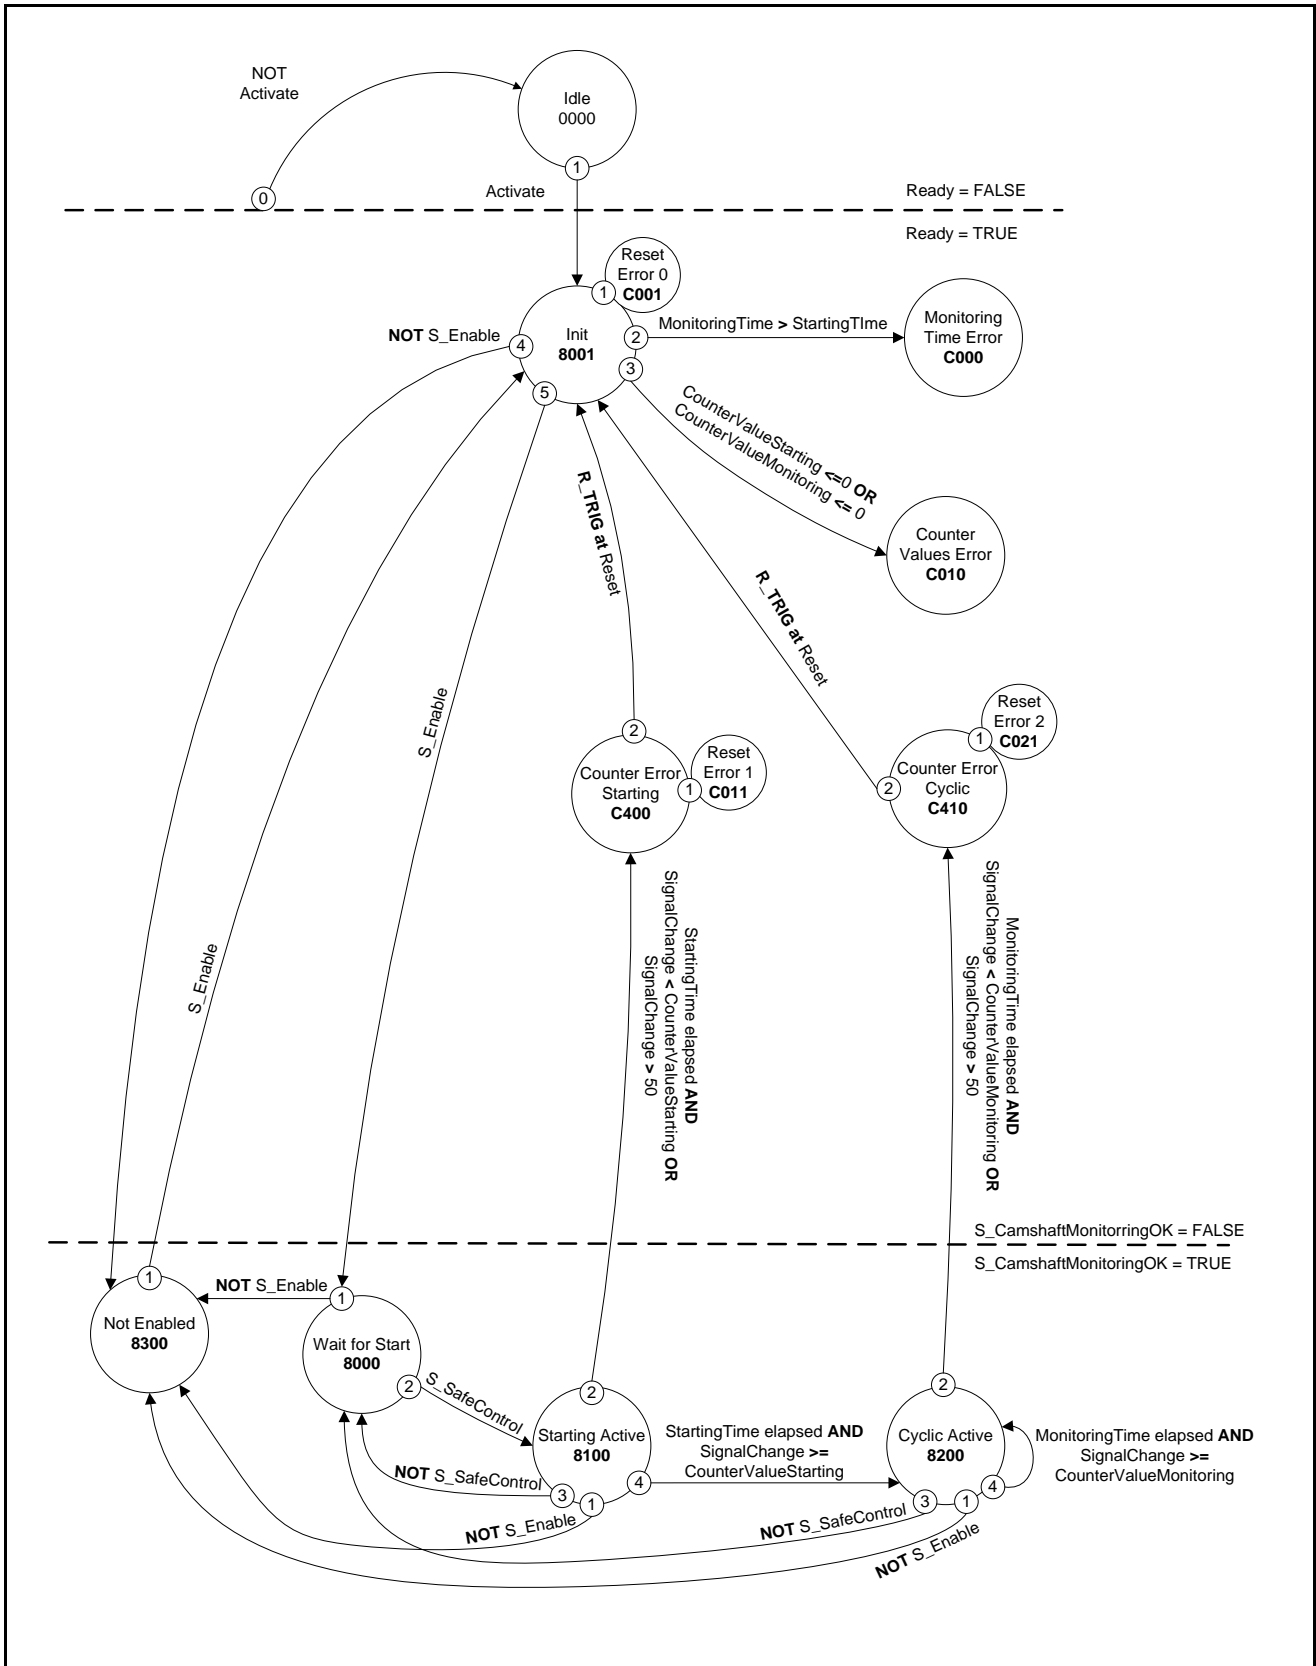 NOT
Activate
Idle
0000
1
0
Activate
Ready = FALSE
Ready = TRUE
Reset
Error 0
C001
1
Init
8001
2
3
4
5
NOT S_Enable
MonitoringTime > StartingTIme
Monitoring
Time Error
C000
CounterValueStarting <=0 OR
CounterValueMonitoring <= 0
Counter
Values Error
C010
R_TRIG at Reset
R_TRIG at Reset
S_Enable
S_Enable
2
Counter Error
Starting
C400
1
Reset
Error 1
C011
Reset
Error 2
C021
1
2
Counter Error
Cyclic
C410
StartingTime elapsed AND
SignalChange < CounterValueStarting OR
SignalChange > 50
MonitoringTime elapsed AND
SignalChange < CounterValueMonitoring OR
SignalChange > 50
S_CamshaftMonitorringOK = FALSE
S_CamshaftMonitoringOK = TRUE
1
Not Enabled
8300
NOT S_Enable
1
Wait for Start
8000
2
S_SafeControl
2
Starting Active
8100
3
1
4
NOT S_SafeControl
NOT S_Enable
StartingTime elapsed AND
SignalChange >=
CounterValueStarting
2
Cyclic Active
8200
3
1
4
MonitoringTime elapsed AND
SignalChange >=
CounterValueMonitoring
NOT S_SafeControl
NOT S_Enable